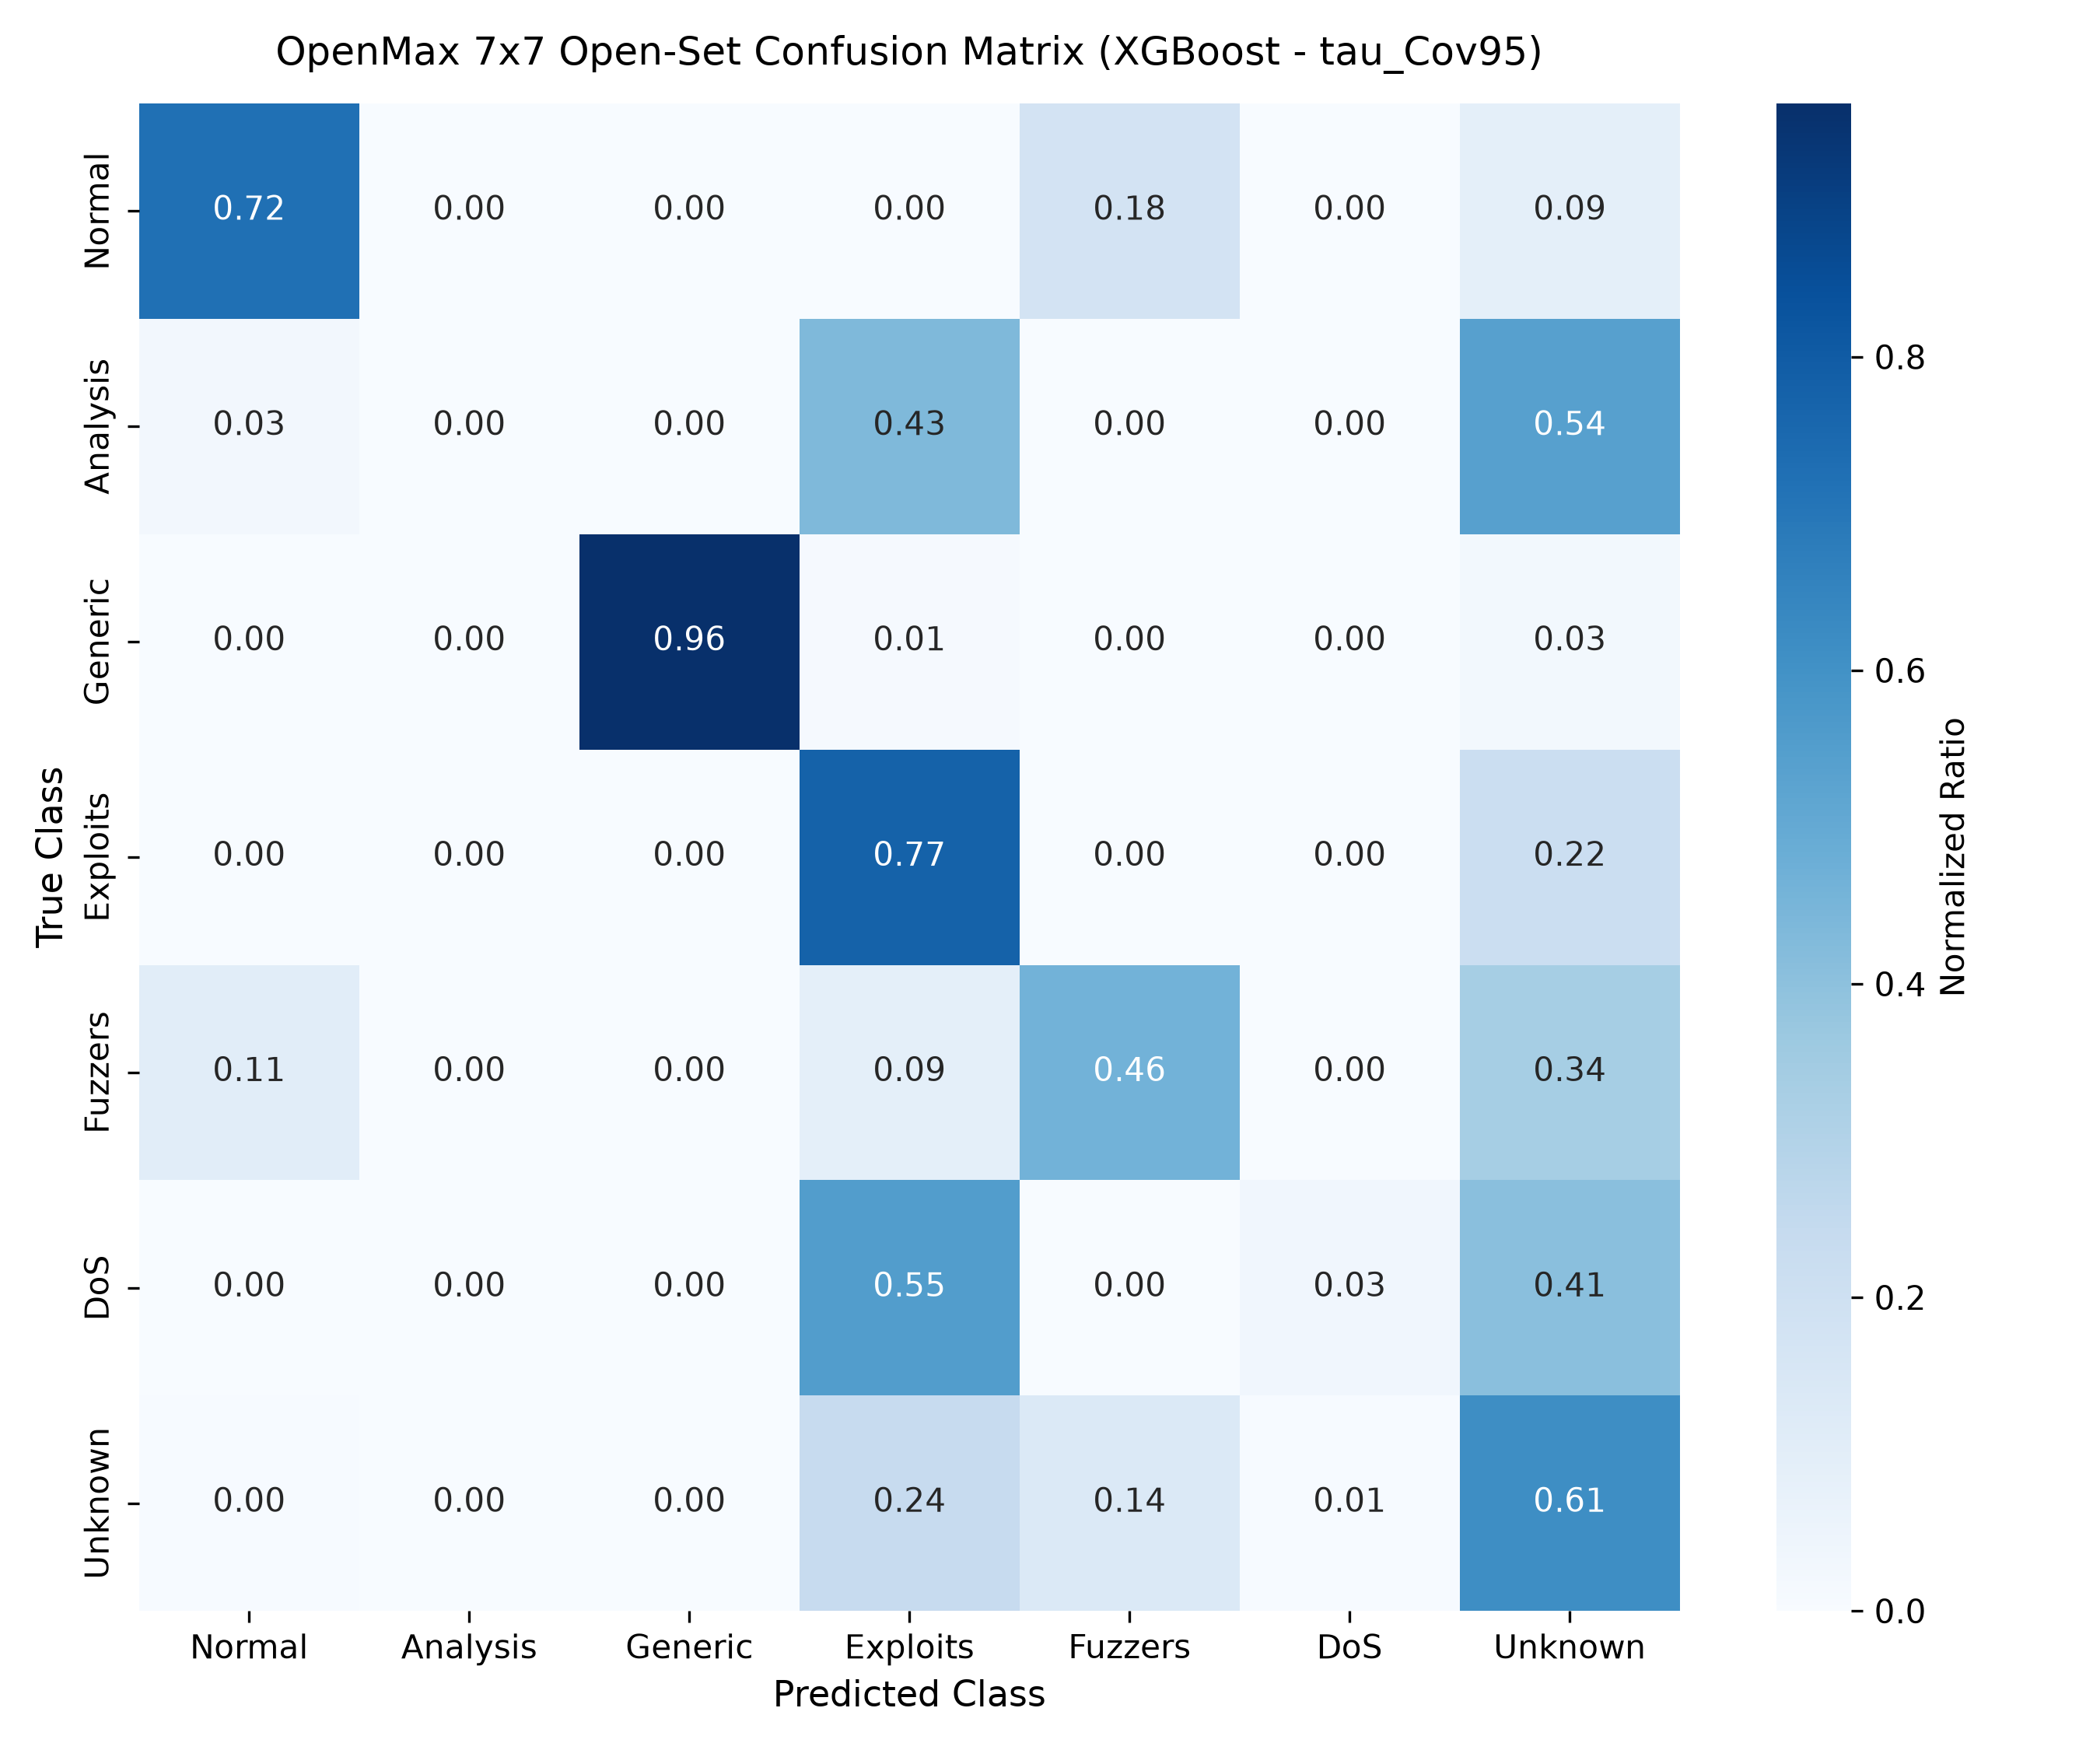 OpenMax 7x7 Open-Set Confusion Matrix (XGBoost - tau_Cov95)
True Class
Normal 0.72 0.00 0.00 0.00 0.18 0.00 0.09
Analysis 0.03 0.00 0.00 0.43 0.00 0.00 0.54
Generic 0.00 0.00 0.96 0.01 0.00 0.00 0.03
Exploits 0.00 0.00 0.00 0.77 0.00 0.00 0.22
Fuzzers 0.11 0.00 0.00 0.09 0.46 0.00 0.34
DoS 0.00 0.00 0.00 0.55 0.00 0.03 0.41
Unknown 0.00 0.00 0.00 0.24 0.14 0.01 0.61
Normal Analysis Generic Exploits Fuzzers DoS Unknown
Predicted Class
0.8
0.6
0.4
0.2
0.0
Normalized Ratio